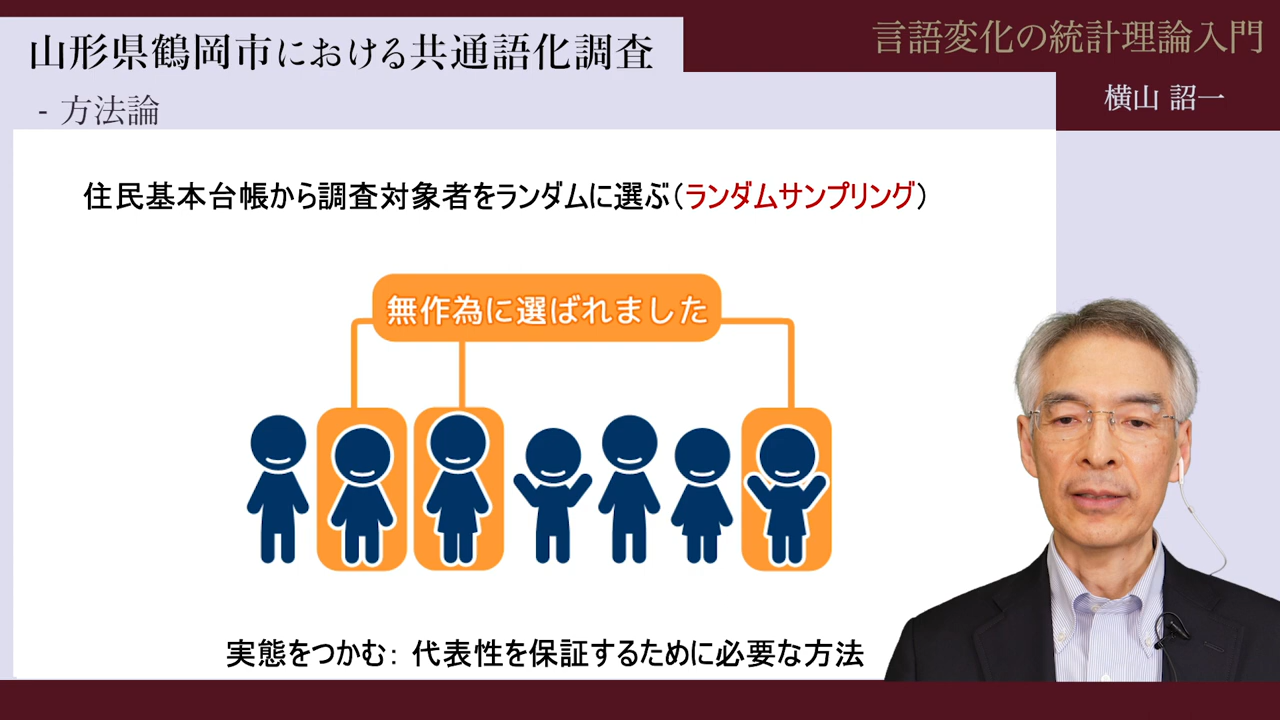 山形県鶴岡市における共通語化調査
- 方法論
言語変化の統計理論入門
横山 詔一
住民基本台帳から調査対象者をランダムに選ぶ（ランダムサンプリング）
無作為に選ばれました
実態をつかむ： 代表性を保証するために必要な方法